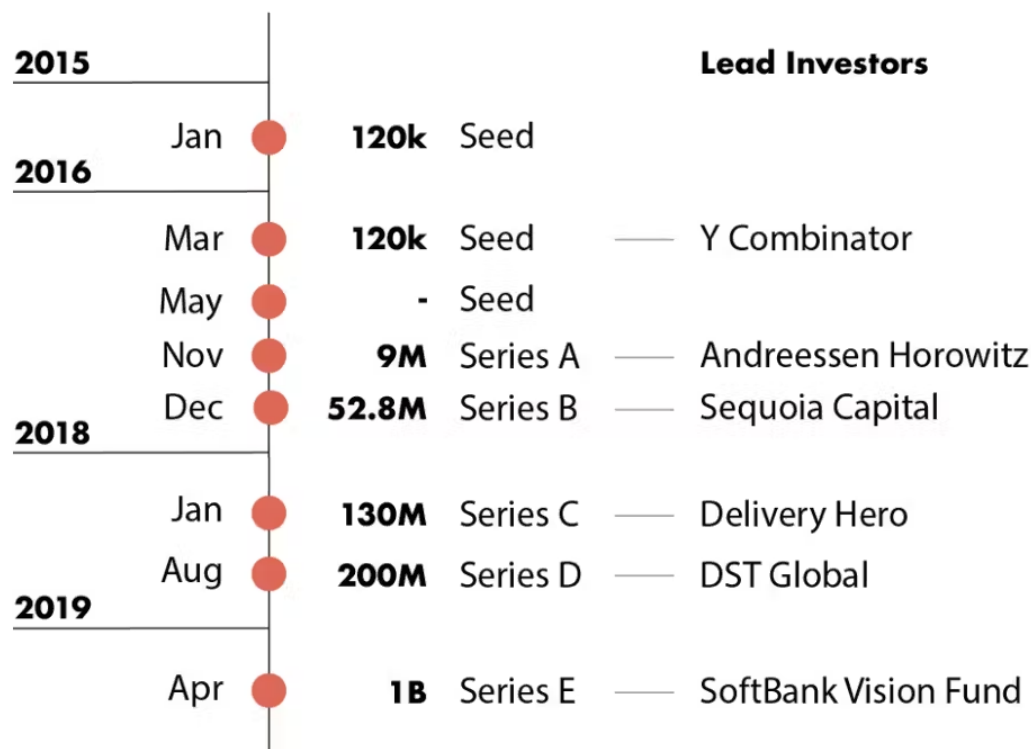 2015 Lead Investors
Jan 120k Seed
2016
Mar 120k Seed Y Combinator
May - Seed
Nov 9M Series A Andreessen Horowitz
Dec 52.8M Series B Sequoia Capital
2018
Jan 130M Series C Delivery Hero
Aug 200M Series D DST Global
2019
Apr 1B Series E SoftBank Vision Fund